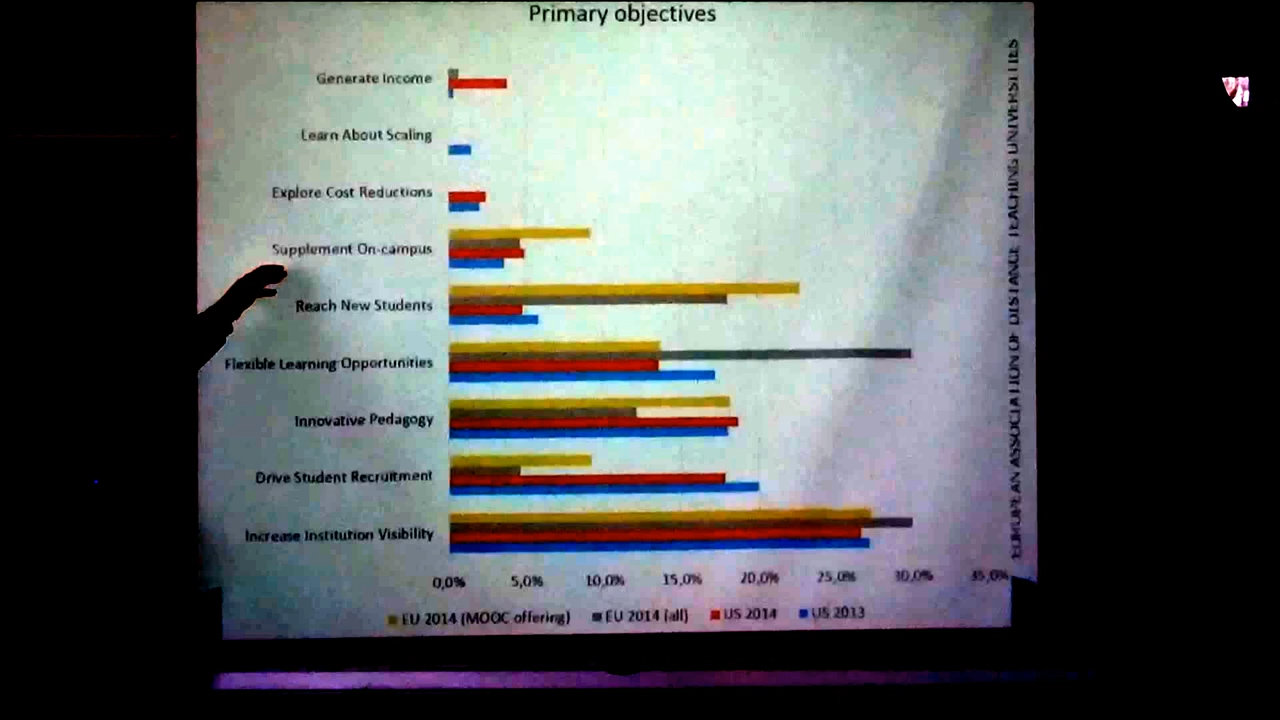 Primary objectives
Generate Income
Learn About Scaling
Explore Cost Reductions
Supplement On-campus
Reach New Students
Flexible Learning Opportunities
Innovative Pedagogy
Drive Student Recruitment
Increase Institution Visibility
0,0% 5,0% 10,0% 15,0% 20,0% 25,0% 30,0% 35,0%
EU 2014 (MOOC offering) EU 2014 (all) US 2014 US 2013
EUROPEAN ASSOCIATION OF DISTANCE TEACHING UNIVERSITIES